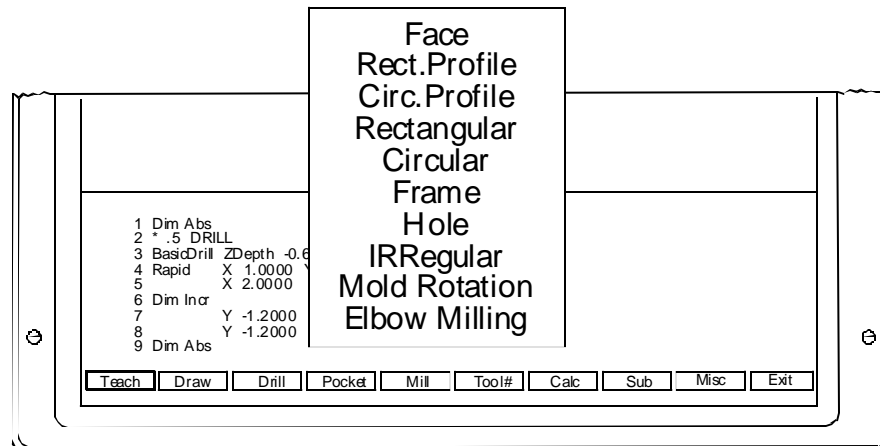 Face
Rect.Profile
Circ.Profile
Rectangular
Circular
Frame
Hole
IRRegular
Mold Rotation
Elbow Milling
1 Dim Abs
2 * .5 DRILL
3 BasicDrill ZDepth -0.6
4 Rapid X 1.0000 Y
5 X 2.0000
6 Dim Incr
7 Y -1.2000
8 Y -1.2000
9 Dim Abs
Teach Draw Drill Pocket Mill Tool# Calc Sub Misc Exit